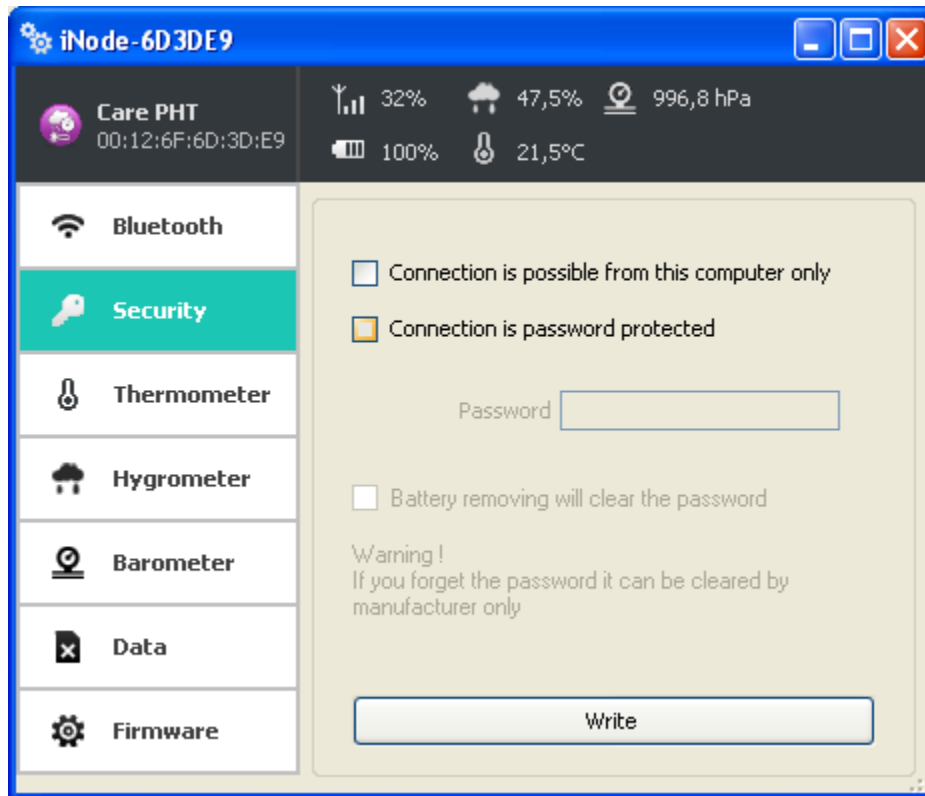 iNode-6D3DE9
Care PHT
00:12:6F:6D:3D:E9
32% 47,5% 996,8 hPa
100% 21,5°C
Bluetooth
Security
Thermometer
Hygrometer
Barometer
Data
Firmware
Connection is possible from this computer only
Connection is password protected
Password
Battery removing will clear the password
Warning !
If you forget the password it can be cleared by
manufacturer only
Write